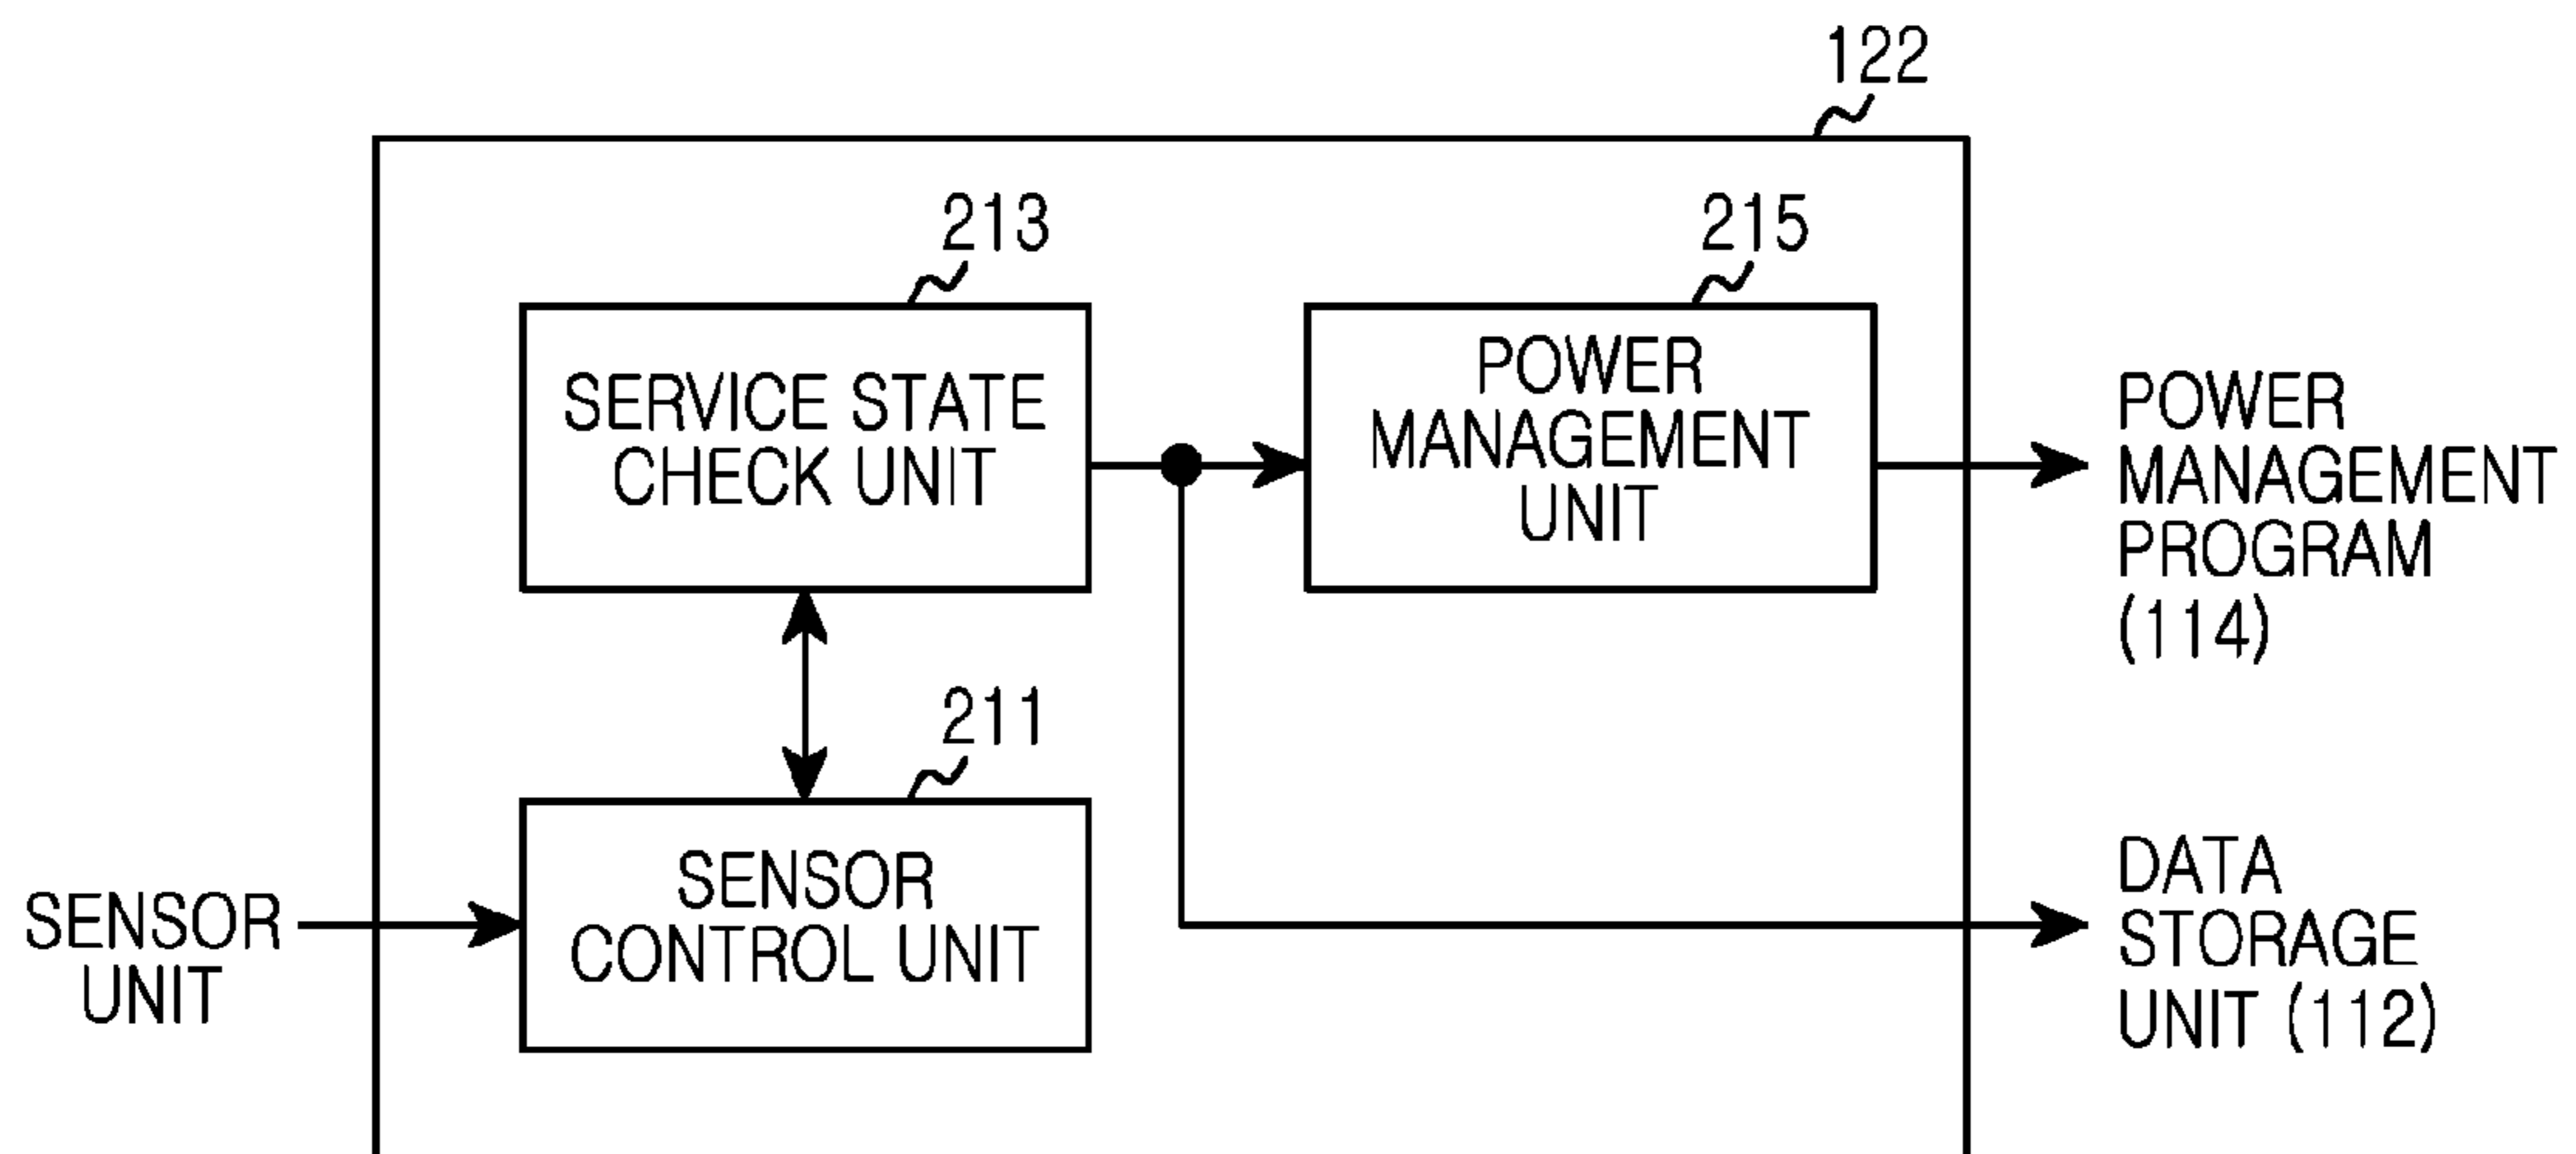 122
213
215
SERVICE STATE
CHECK UNIT
POWER
MANAGEMENT
UNIT
POWER
MANAGEMENT
PROGRAM
(114)
211
SENSOR
UNIT
SENSOR
CONTROL UNIT
DATA
STORAGE
UNIT (112)